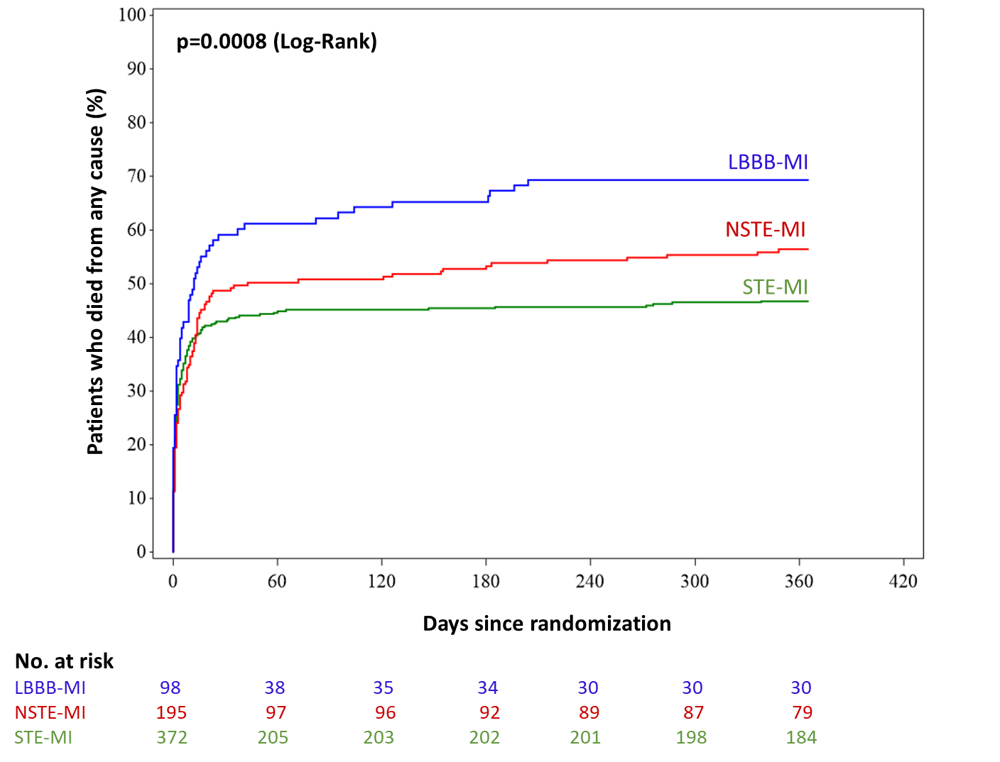 100
p=0.0008 (Log-Rank)
90
80
70
60
50
40
30
20
10
0
Patients who died from any cause (%)
LBBB-MI
NSTE-MI
STE-MI
0 60 120 180 240 300 360 420
Days since randomization
No. at risk
LBBB-MI 98 38 35 34 30 30 30
NSTE-MI 195 97 96 92 89 87 79
STE-MI 372 205 203 202 201 198 184